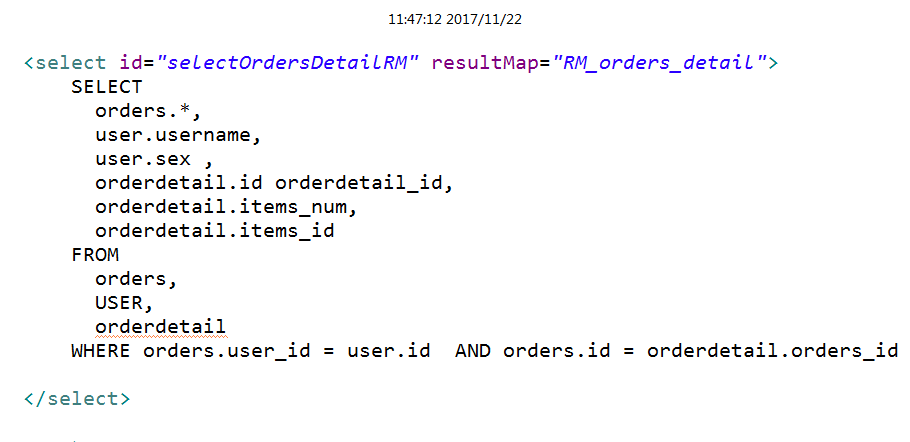 11:47:12 2017/11/22
<select id="selectOrdersDetailRM" resultMap="RM_orders_detail">
SELECT
orders.*,
user.username,
user.sex ,
orderdetail.id orderdetail_id,
orderdetail.items_num,
orderdetail.items_id
FROM
orders,
USER,
orderdetail
WHERE orders.user_id = user.id  AND orders.id = orderdetail.orders_id
</select>